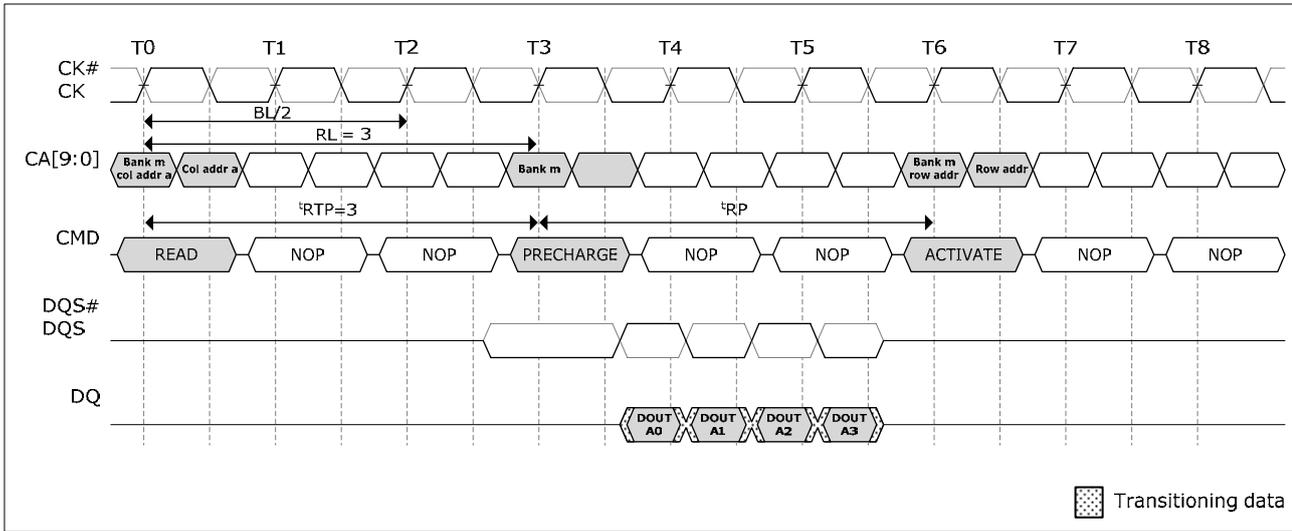 T0 T1 T2 T3 T4 T5 T6 T7 T8
CK#
CK
BL/2
RL = 3
CA[9:0]
Bank m
col addr a
Col addr a
Bank m
Bank m
row addr
Row addr
tRTP=3
tRP
CMD
READ NOP NOP PRECHARGE NOP NOP ACTIVATE NOP NOP
DQS#
DQS
DQ
DOUT
A0
DOUT
A1
DOUT
A2
DOUT
A3
Transitioning data